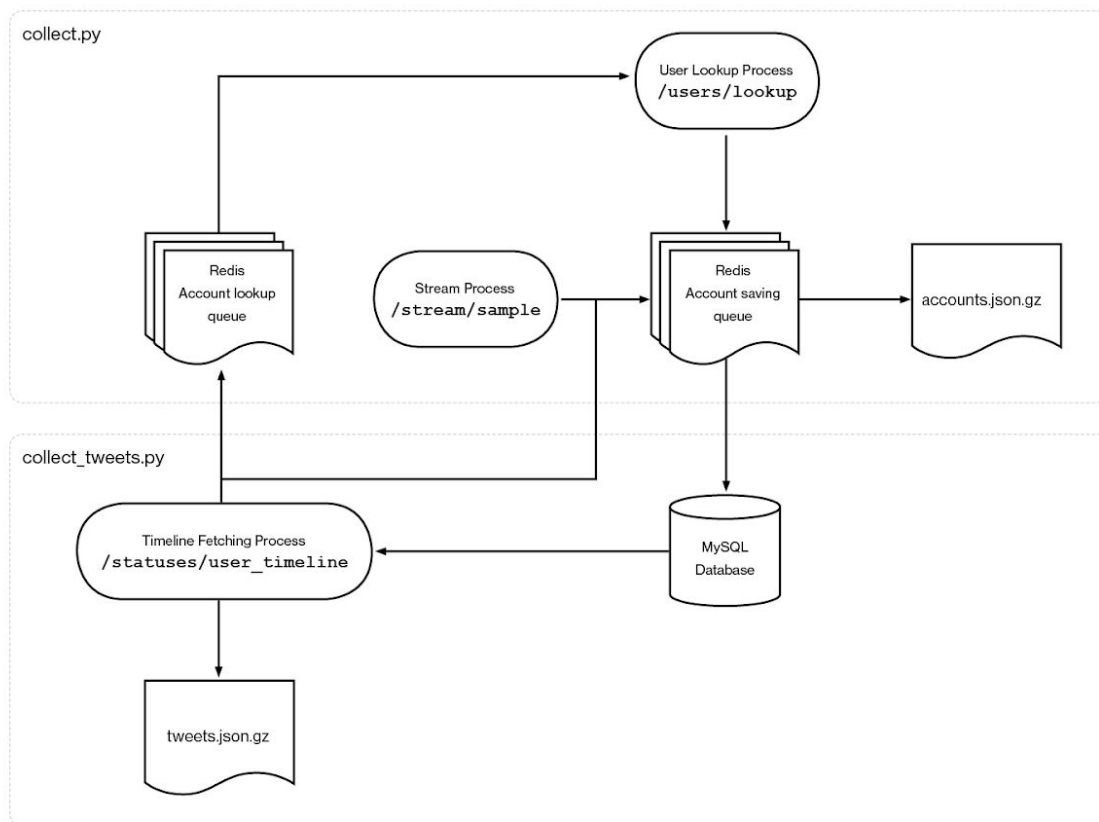 collect.py
User Lookup Process
/users/lookup
Redis
Account lookup
queue
Stream Process
/stream/sample
Redis
Account saving
queue
accounts.json.gz
collect_tweets.py
Timeline Fetching Process
/statuses/user_timeline
MySQL
Database
tweets.json.gz